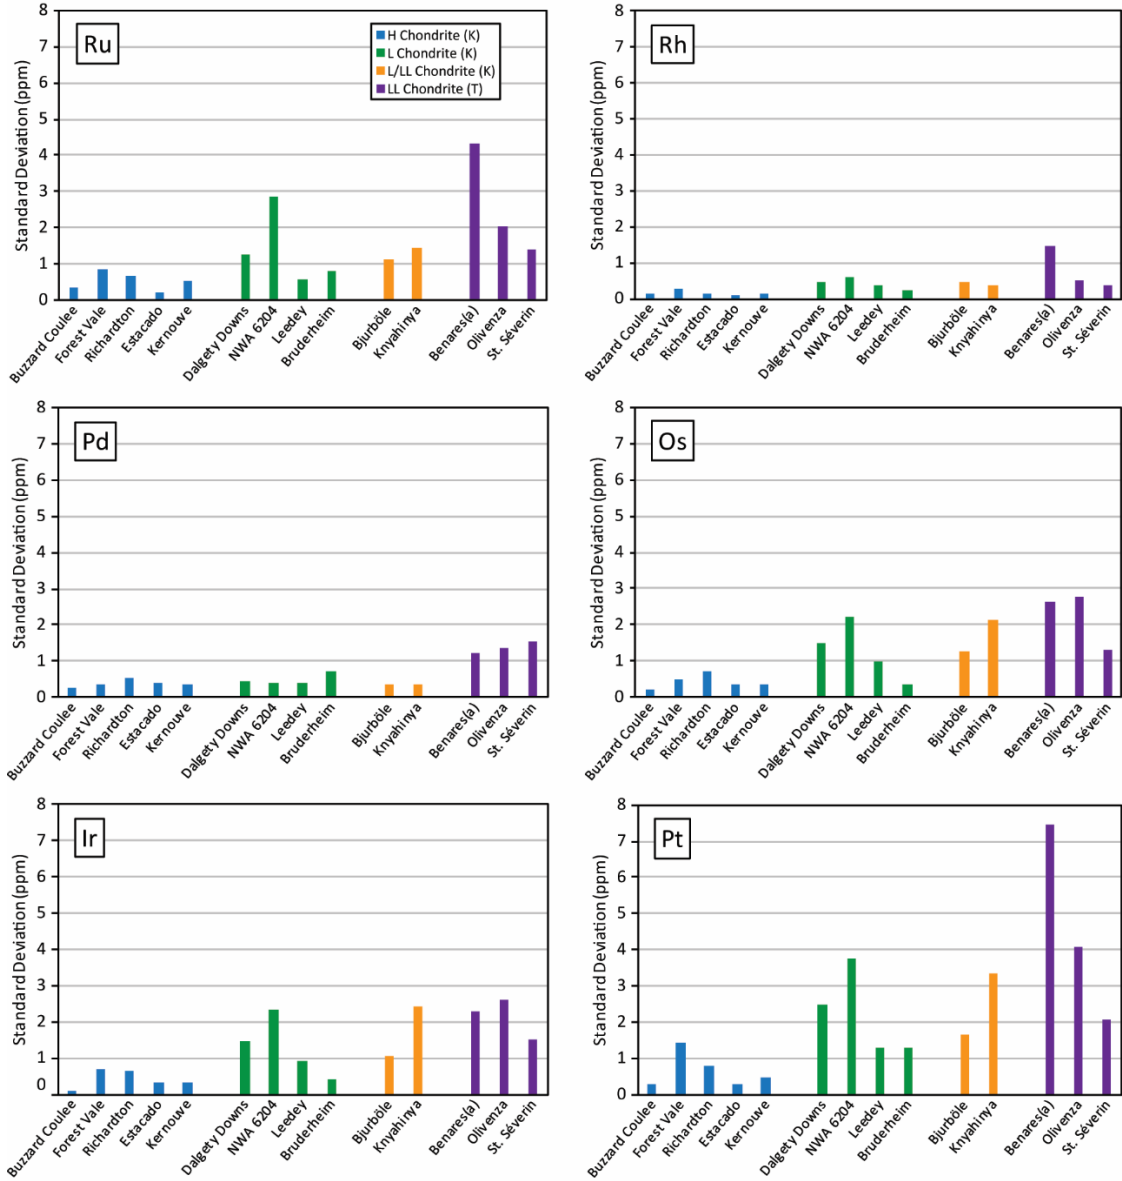 Ru
H Chondrite (K)
L Chondrite (K)
L/LL Chondrite (K)
LL Chondrite (T)
Standard Deviation (ppm)
8
7
6
5
4
3
2
1
0
Buzzard Coulee
Forest Vale
Richardton
Estacado
Kernouve
Dalgety Downs
NWA 6204
Leedey
Bruderheim
Bjurböle
Knyahinya
Benares(a)
Olivenza
St. Séverin
Rh
Standard Deviation (ppm)
8
7
6
5
4
3
2
1
0
Buzzard Coulee
Forest Vale
Richardton
Estacado
Kernouve
Dalgety Downs
NWA 6204
Leedey
Bruderheim
Bjurböle
Knyahinya
Benares(a)
Olivenza
St. Séverin
Pd
Standard Deviation (ppm)
8
7
6
5
4
3
2
1
0
Buzzard Coulee
Forest Vale
Richardton
Estacado
Kernouve
Dalgety Downs
NWA 6204
Leedey
Bruderheim
Bjurböle
Knyahinya
Benares(a)
Olivenza
St. Séverin
Os
Standard Deviation (ppm)
8
7
6
5
4
3
2
1
0
Buzzard Coulee
Forest Vale
Richardton
Estacado
Kernouve
Dalgety Downs
NWA 6204
Leedey
Bruderheim
Bjurböle
Knyahinya
Benares(a)
Olivenza
St. Séverin
Ir
Standard Deviation (ppm)
8
7
6
5
4
3
2
1
0
Buzzard Coulee
Forest Vale
Richardton
Estacado
Kernouve
Dalgety Downs
NWA 6204
Leedey
Bruderheim
Bjurböle
Knyahinya
Benares(a)
Olivenza
St. Séverin
Pt
Standard Deviation (ppm)
8
7
6
5
4
3
2
1
0
Buzzard Coulee
Forest Vale
Richardton
Estacado
Kernouve
Dalgety Downs
NWA 6204
Leedey
Bruderheim
Bjurböle
Knyahinya
Benares(a)
Olivenza
St. Séverin